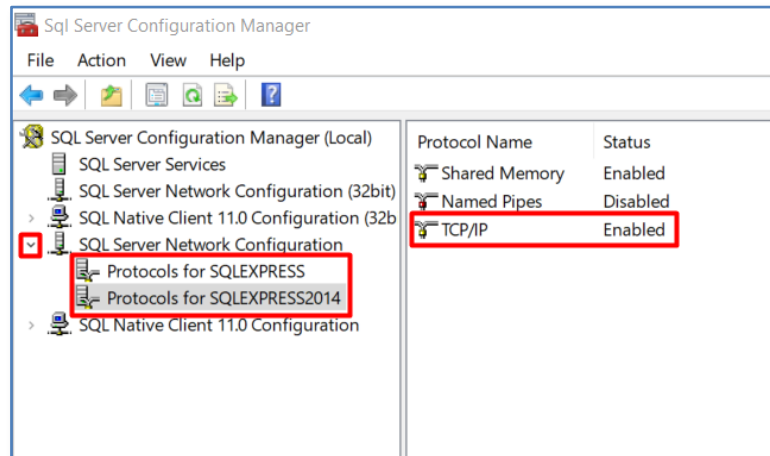 Sql Server Configuration Manager
File Action View Help
SQL Server Configuration Manager (Local)
SQL Server Services
SQL Server Network Configuration (32bit)
SQL Native Client 11.0 Configuration (32b
SQL Server Network Configuration
Protocols for SQLEXPRESS
Protocols for SQLEXPRESS2014
SQL Native Client 11.0 Configuration
Protocol Name Status
Shared Memory Enabled
Named Pipes Disabled
TCP/IP Enabled